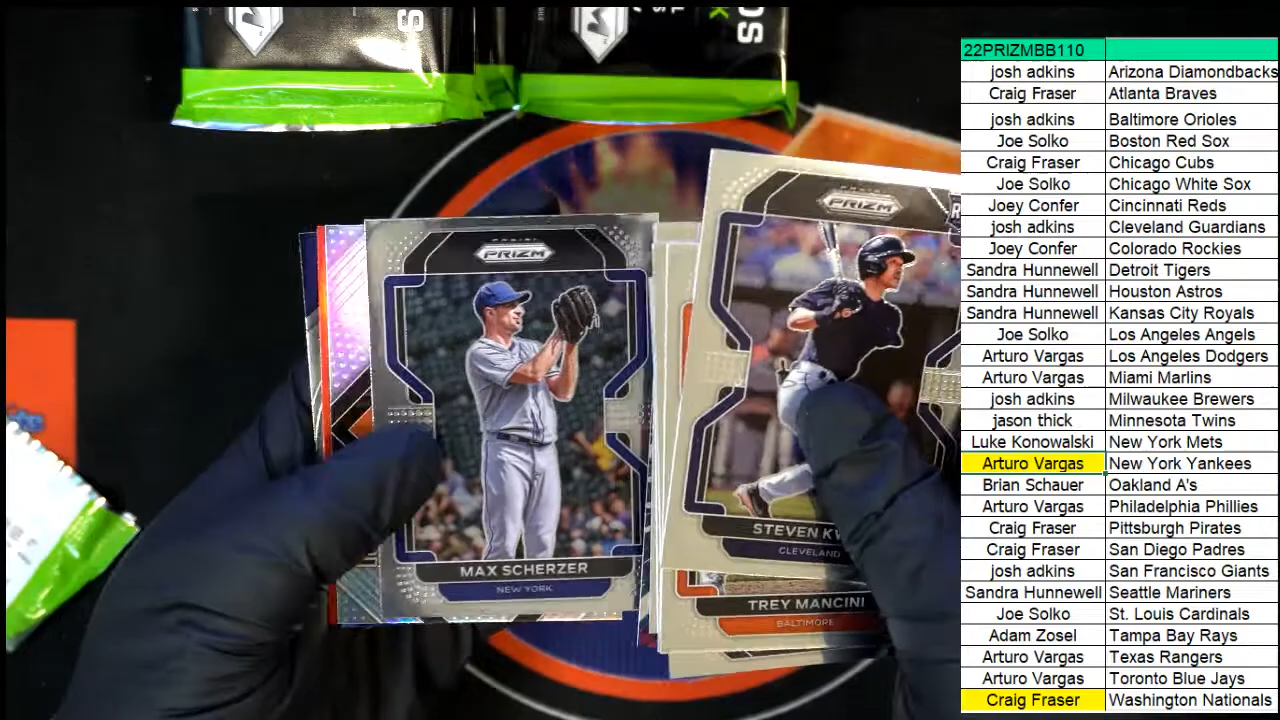 22PRIZMBB110
josh adkins Arizona Diamondbacks
Craig Fraser Atlanta Braves
josh adkins Baltimore Orioles
Joe Solko Boston Red Sox
Craig Fraser Chicago Cubs
Joe Solko Chicago White Sox
Joey Confer Cincinnati Reds
josh adkins Cleveland Guardians
Joey Confer Colorado Rockies
Sandra Hunnewell Detroit Tigers
Sandra Hunnewell Houston Astros
Sandra Hunnewell Kansas City Royals
Joe Solko Los Angeles Angels
Arturo Vargas Los Angeles Dodgers
Arturo Vargas Miami Marlins
josh adkins Milwaukee Brewers
jason thick Minnesota Twins
Luke Konowalski New York Mets
Arturo Vargas New York Yankees
Brian Schauer Oakland A's
Arturo Vargas Philadelphia Phillies
Craig Fraser Pittsburgh Pirates
Craig Fraser San Diego Padres
josh adkins San Francisco Giants
Sandra Hunnewell Seattle Mariners
Joe Solko St. Louis Cardinals
Adam Zosel Tampa Bay Rays
Arturo Vargas Texas Rangers
Arturo Vargas Toronto Blue Jays
Craig Fraser Washington Nationals
PRIZM
MAX SCHERZER
NEW YORK
PRIZM
STEVEN
CLEVELAND
TREY MANCINI
BALTIMORE